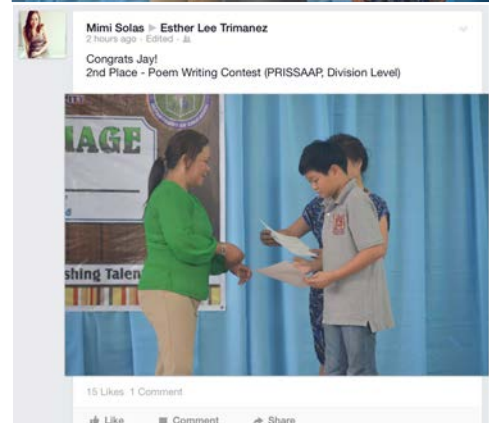 Mimi Solas ▶ Esther Lee Trimanez
2 hours ago · Edited ·
Congrats Jay!
2nd Place - Poem Writing Contest (PRISSAAP, Division Level)
AGE
shing Talen
15 Likes 1 Comment
Like Comment Share